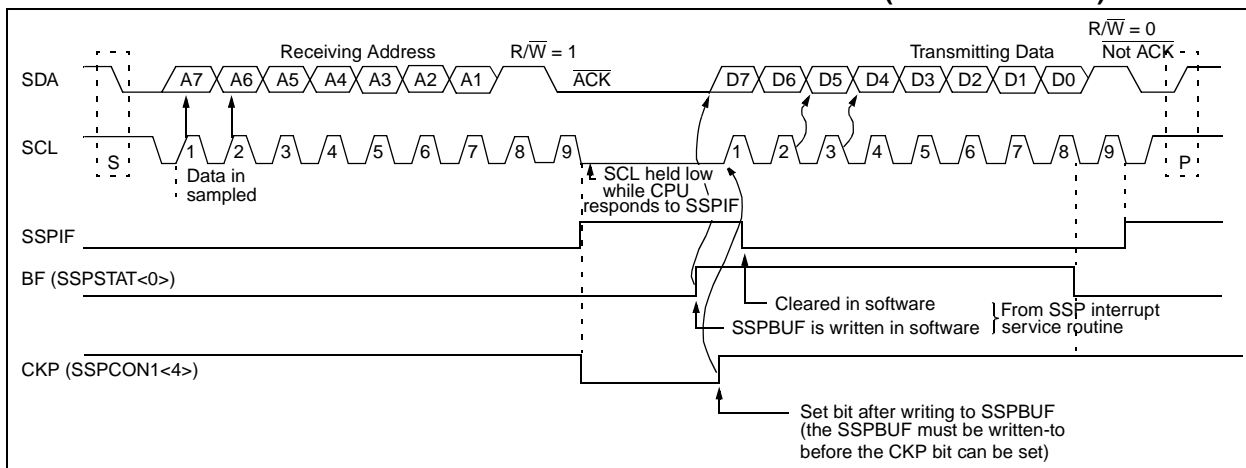 R/W = 0
Receiving Address R/W = 1 Transmitting Data Not ACK
SDA A7 A6 A5 A4 A3 A2 A1 ACK D7 D6 D5 D4 D3 D2 D1 D0
SCL 1 2 3 4 5 6 7 8 9 1 2 3 4 5 6 7 8 9
S P
Data in
sampled
SCL held low
while CPU
responds to SSPIF
SSPIF
BF (SSPSTAT<0>)
Cleared in software
SSPBUF is written in software
From SSP interrupt
service routine
CKP (SSPCON1<4>)
Set bit after writing to SSPBUF
(the SSPBUF must be written-to
before the CKP bit can be set)